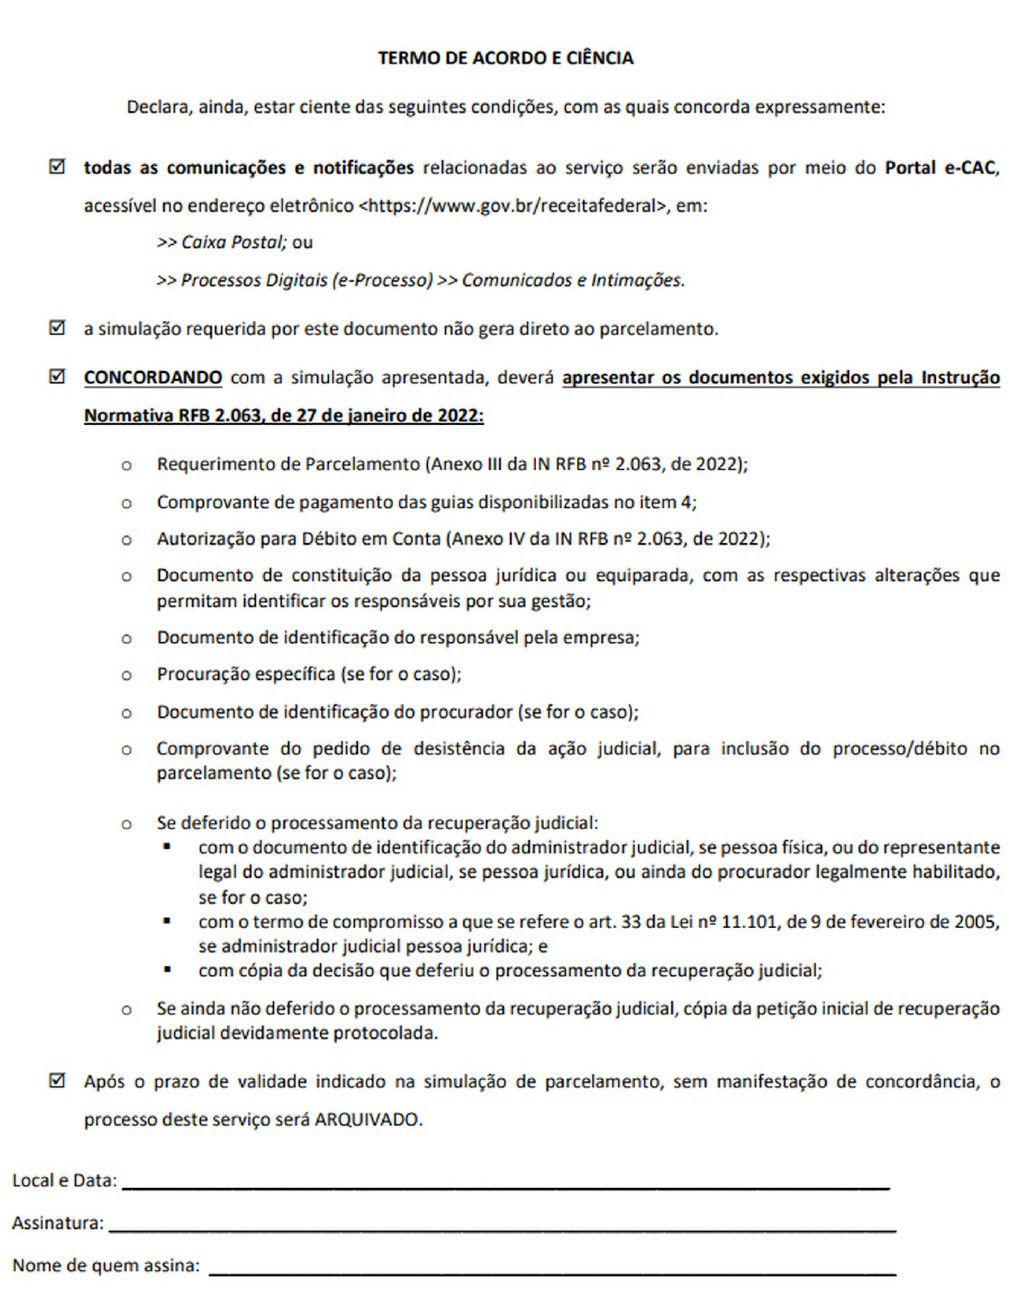 TERMO DE ACORDO E CIÊNCIA
Declara, ainda, estar ciente das seguintes condições, com as quais concorda expressamente:
☑ todas as comunicações e notificações relacionadas ao serviço serão enviadas por meio do Portal e-CAC,
acessível no endereço eletrônico <https://www.gov.br/receitafederal>, em:
>> Caixa Postal; ou
>> Processos Digitais (e-Processo) >> Comunicados e Intimações.
☑ a simulação requerida por este documento não gera direto ao parcelamento.
☑ CONCORDANDO com a simulação apresentada, deverá apresentar os documentos exigidos pela Instrução
Normativa RFB 2.063, de 27 de janeiro de 2022:
o Requerimento de Parcelamento (Anexo III da IN RFB nº 2.063, de 2022);
o Comprovante de pagamento das guias disponibilizadas no item 4;
o Autorização para Débito em Conta (Anexo IV da IN RFB nº 2.063, de 2022);
o Documento de constituição da pessoa jurídica ou equiparada, com as respectivas alterações que
permitam identificar os responsáveis por sua gestão;
o Documento de identificação do responsável pela empresa;
o Procuração específica (se for o caso);
o Documento de identificação do procurador (se for o caso);
o Comprovante do pedido de desistência da ação judicial, para inclusão do processo/débito no
parcelamento (se for o caso);
o Se deferido o processamento da recuperação judicial:
▪ com o documento de identificação do administrador judicial, se pessoa física, ou do representante
legal do administrador judicial, se pessoa jurídica, ou ainda do procurador legalmente habilitado,
se for o caso;
▪ com o termo de compromisso a que se refere o art. 33 da Lei nº 11.101, de 9 de fevereiro de 2005,
se administrador judicial pessoa jurídica; e
▪ com cópia da decisão que deferiu o processamento da recuperação judicial;
o Se ainda não deferido o processamento da recuperação judicial, cópia da petição inicial de recuperação
judicial devidamente protocolada.
☑ Após o prazo de validade indicado na simulação de parcelamento, sem manifestação de concordância, o
processo deste serviço será ARQUIVADO.
Local e Data:
Assinatura:
Nome de quem assina: